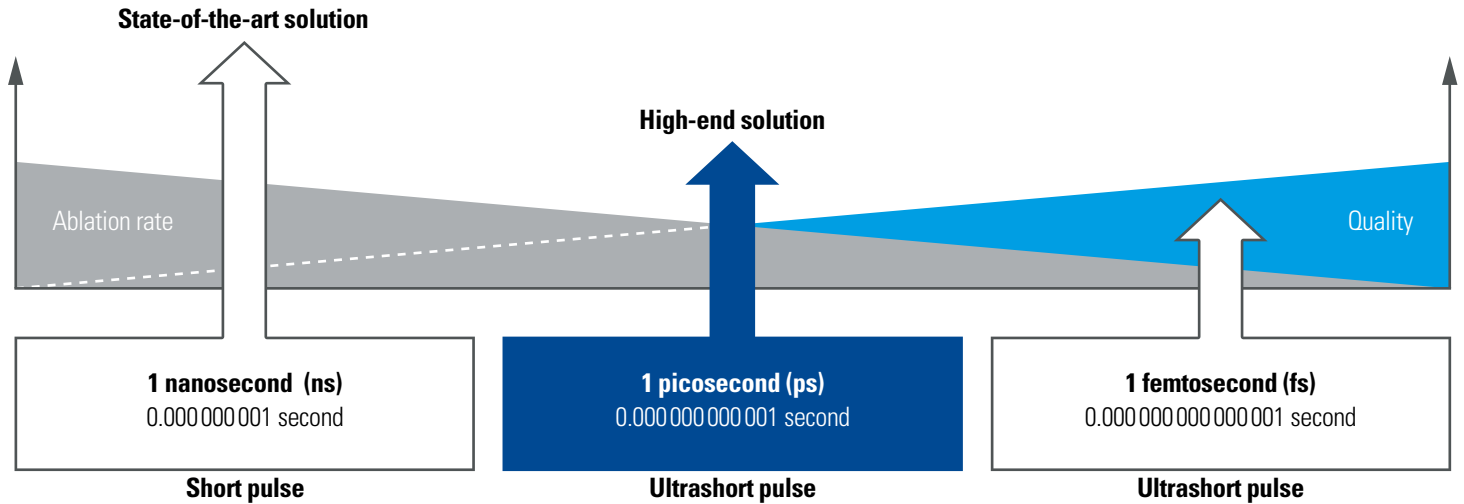 State-of-the-art solution
High-end solution
Ablation rate
Quality
1 nanosecond (ns)
0.000 000 001 second
1 picosecond (ps)
0.000 000 000 001 second
1 femtosecond (fs)
0.000 000 000 000 001 second
Short pulse
Ultrashort pulse
Ultrashort pulse